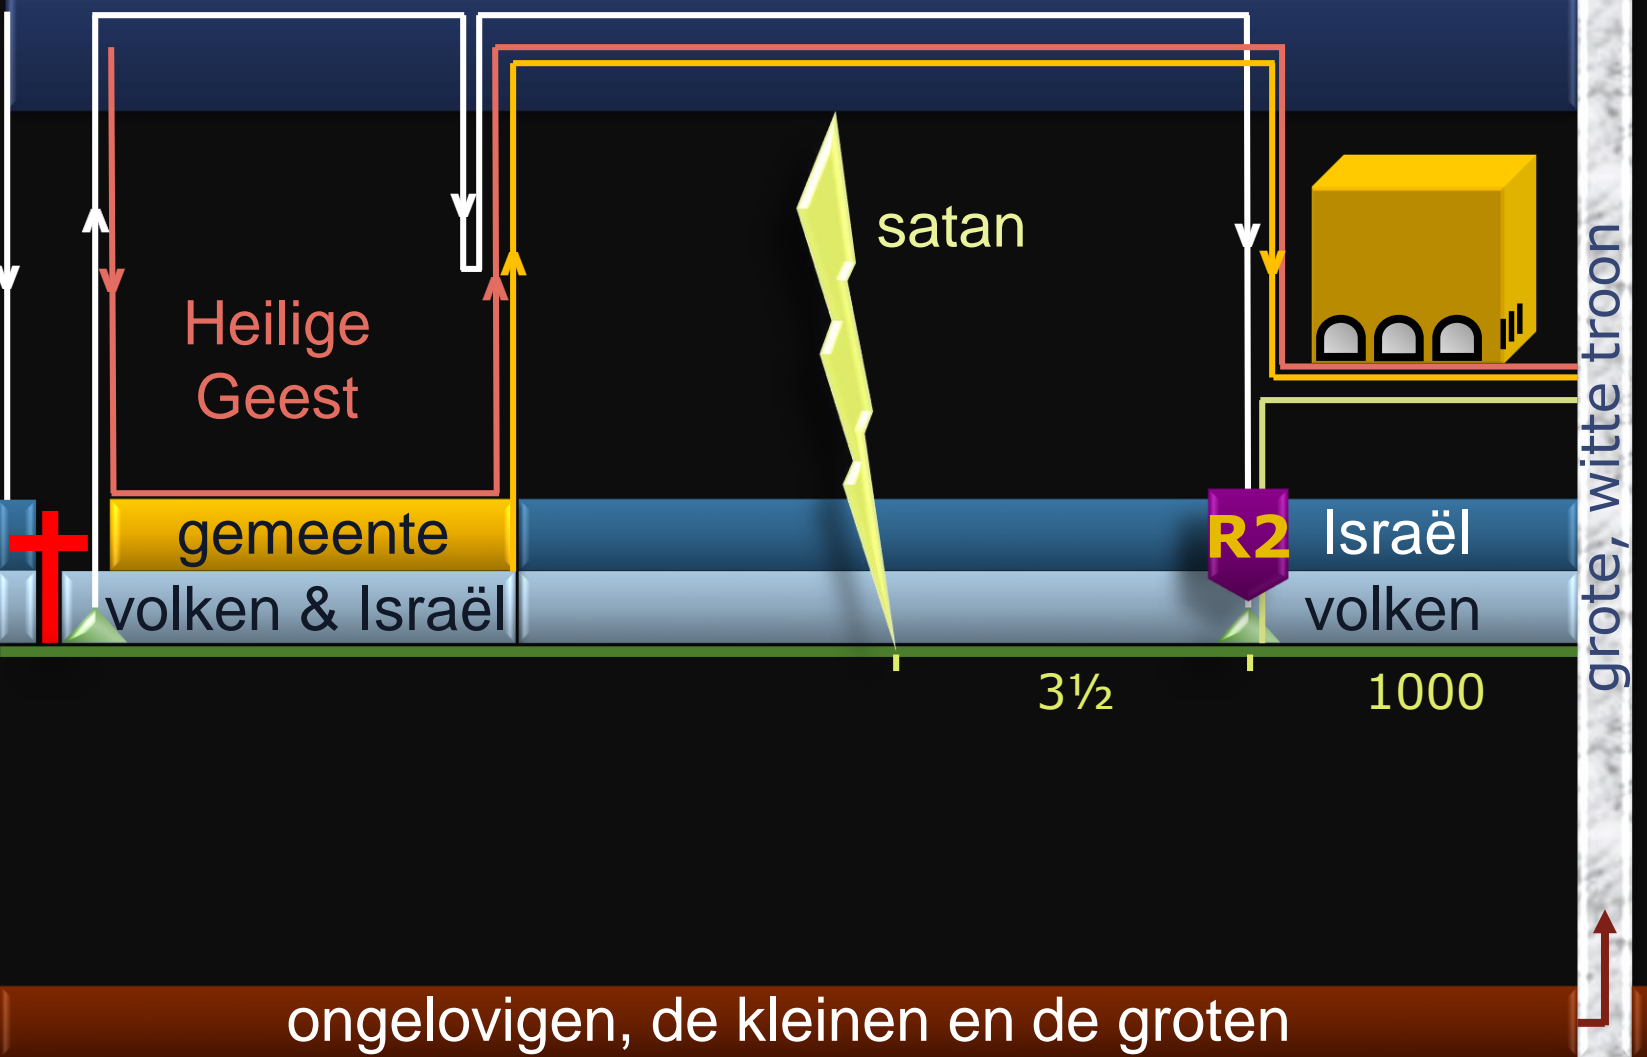 satan
Heilige
Geest
gemeente
R2
Israël
volken & Israël
volken
3½
1000
grote, witte troon
ongelovigen, de kleinen en de groten